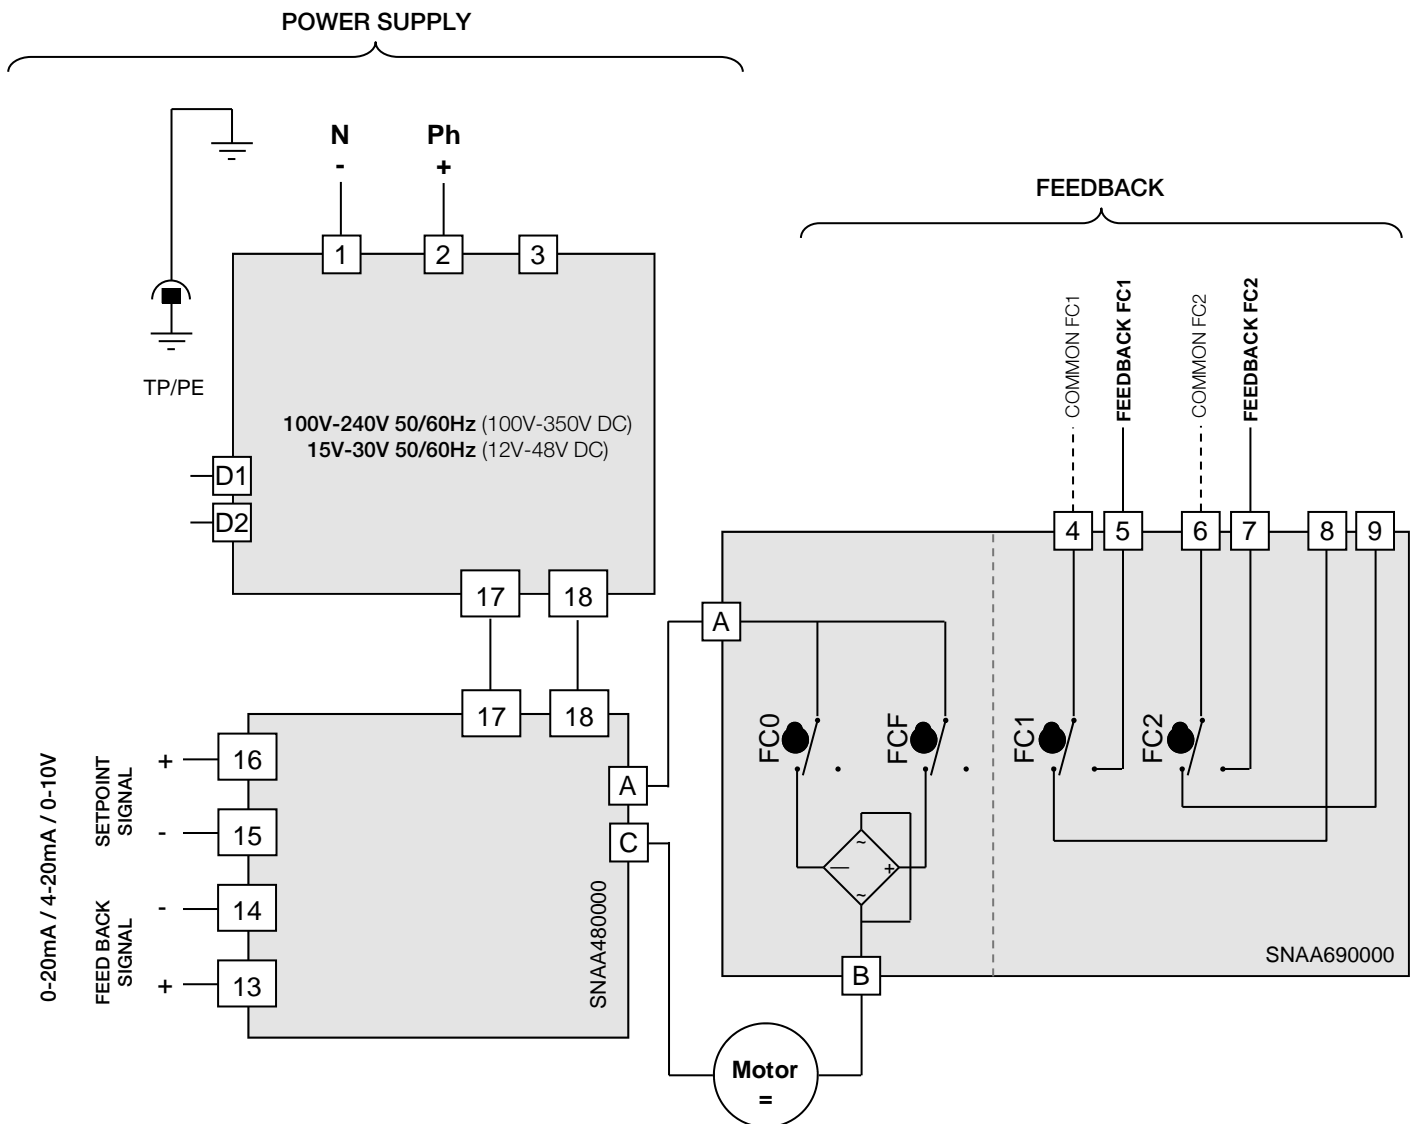 POWER SUPPLY
N
-
Ph
+
FEEDBACK
1
2
3
COMMON FC1
FEEDBACK FC1
COMMON FC2
FEEDBACK FC2
TP/PE
100V-240V 50/60Hz (100V-350V DC)
15V-30V 50/60Hz (12V-48V DC)
D1
D2
4
5
6
7
8
9
17
18
A
17
18
FC0
FCF
FC1
FC2
0-20mA / 4-20mA / 0-10V
SETPOINT
SIGNAL
+
16
-
15
A
C
FEED BACK
SIGNAL
-
14
+
13
SNAA480000
~
—
+
~
SNAA690000
B
Motor
=